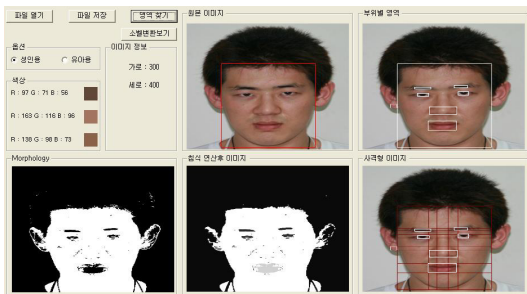 파일 열기
파일 저장
영역 찾기
소벨변환보기
옵션
성인용
유아용
이미지 정보
가로 : 300
세로 : 400
색상
R : 97 G : 71 B : 56
R : 163 G : 116 B : 96
R : 138 G : 98 B : 73
원본 이미지
부위별 영역
Morphology
침식 연산후 이미지
사각형 이미지